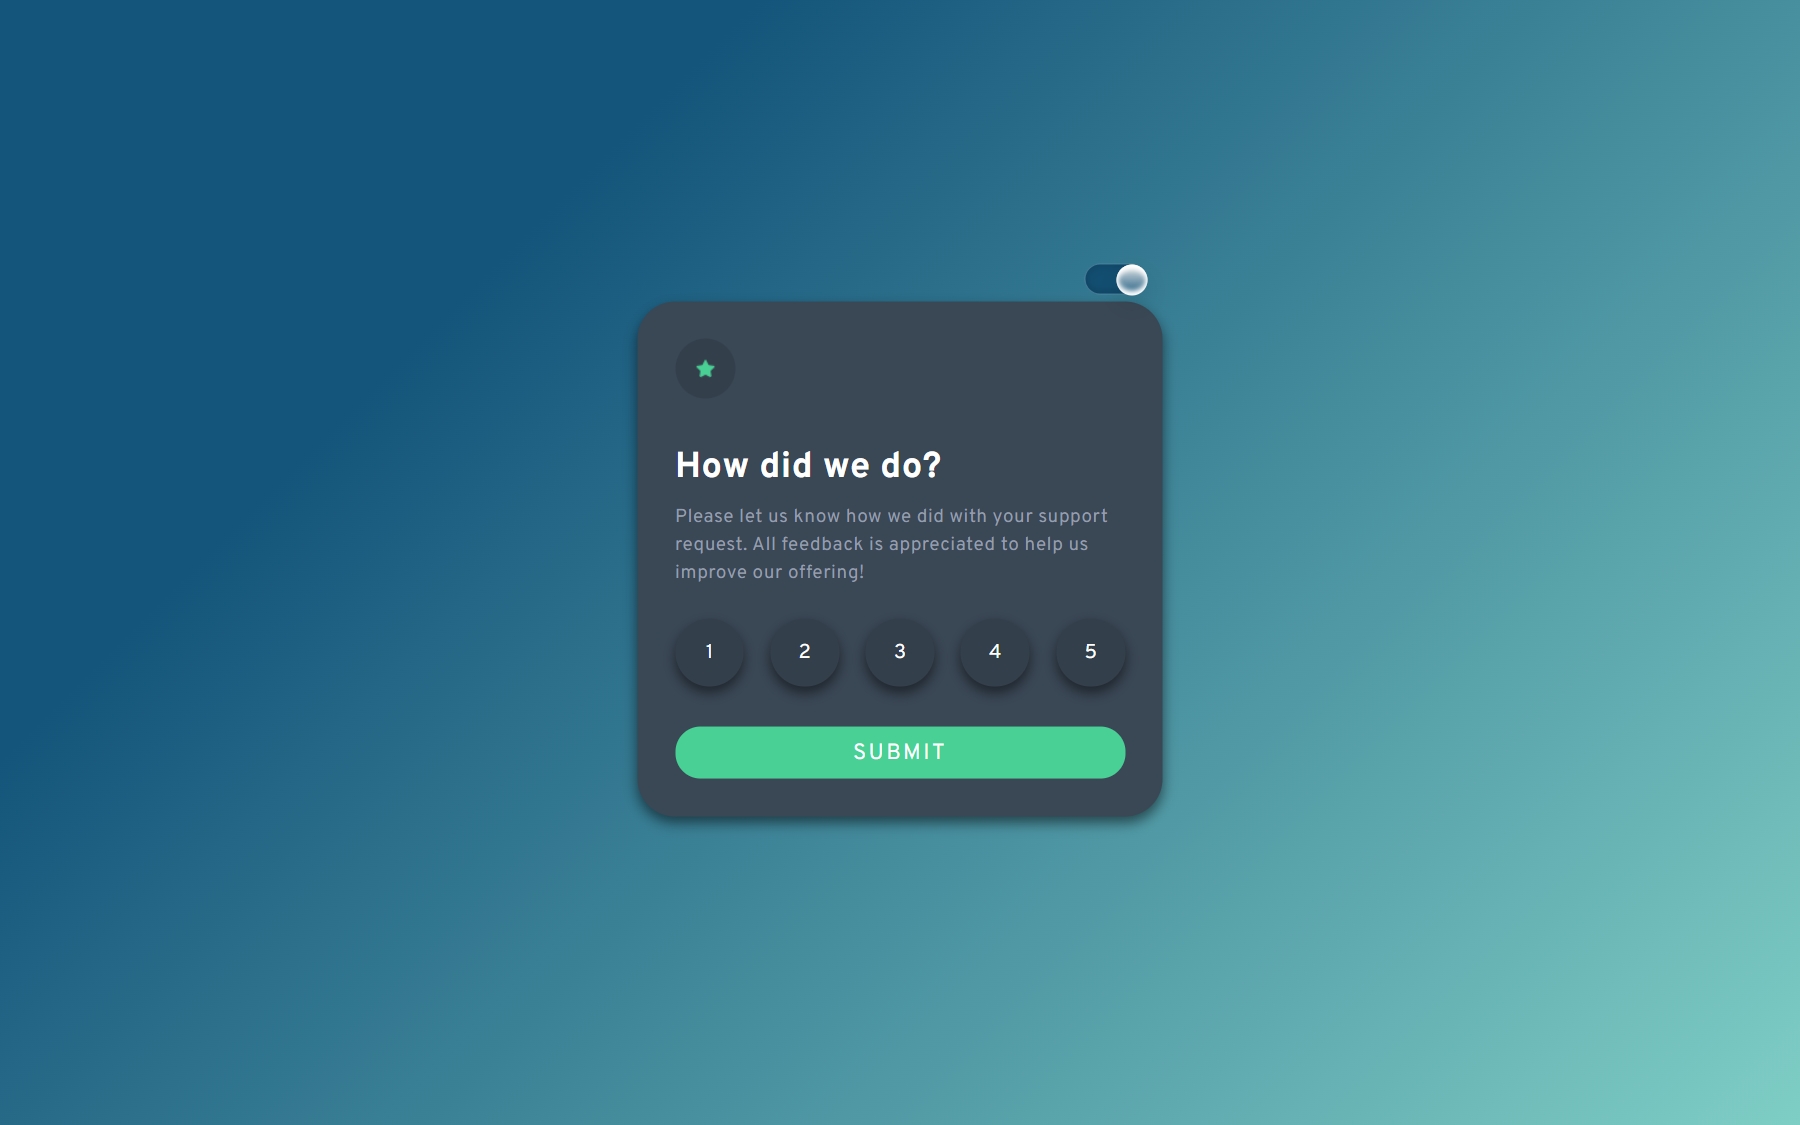 How did we do?
Please let us know how we did with your support
request. All feedback is appreciated to help us
improve our offering!
1 2 3 4 5
SUBMIT